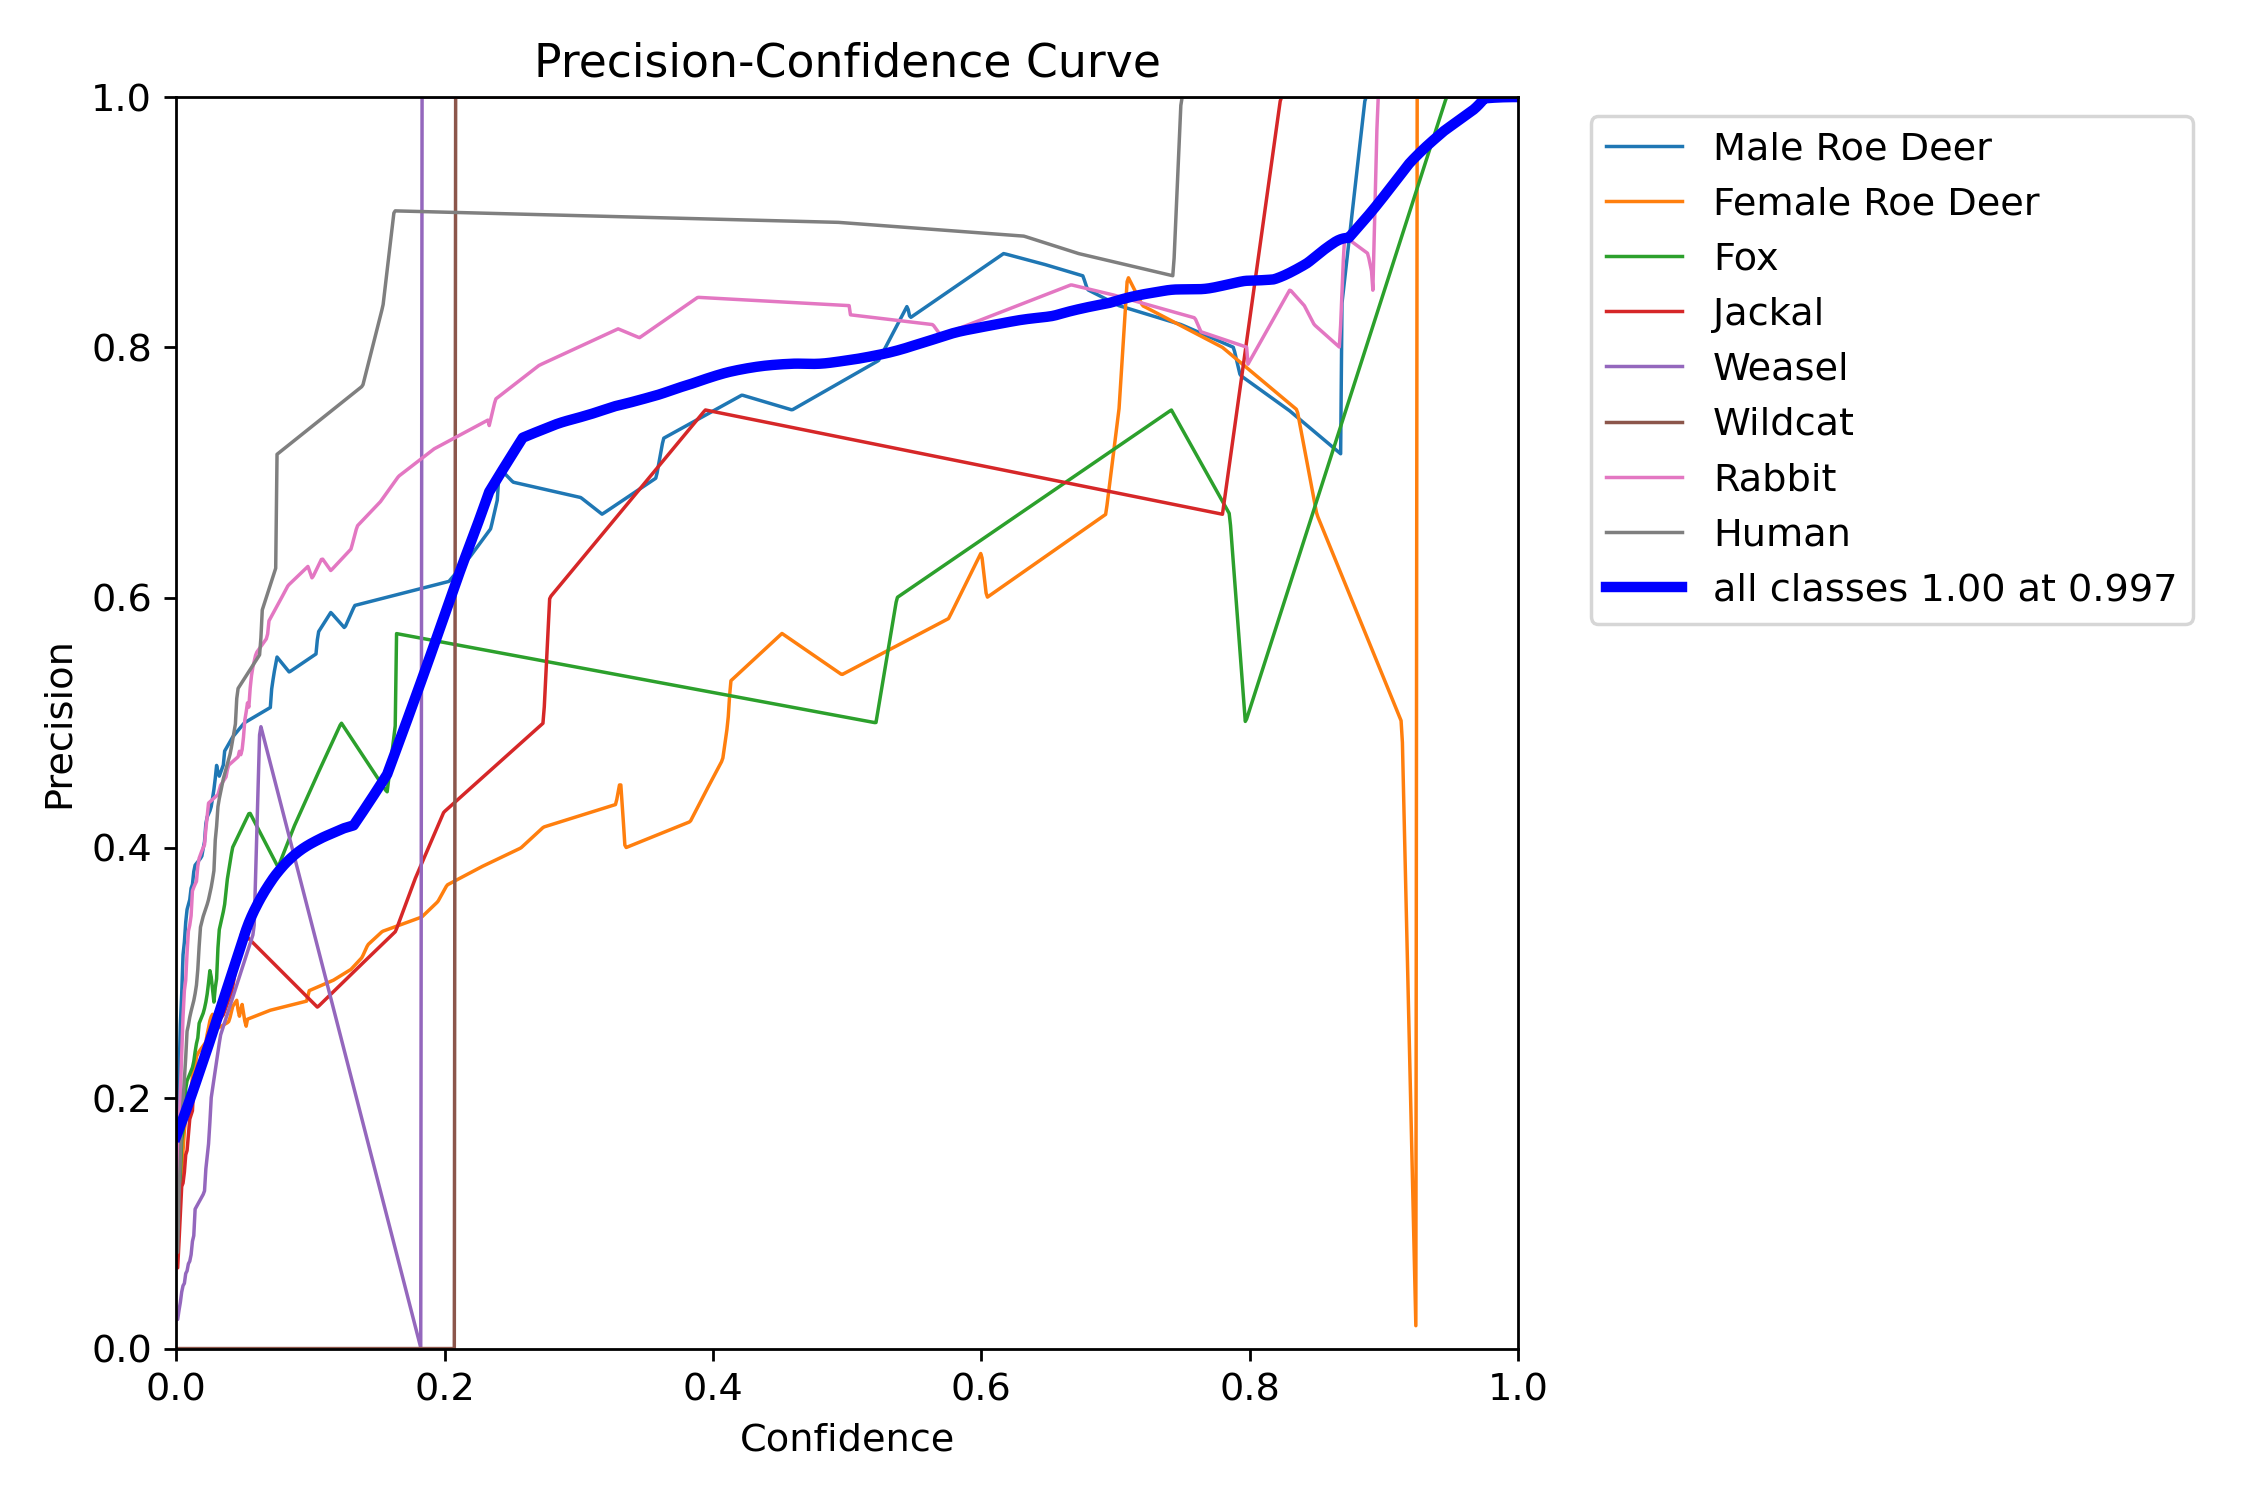 Precision-Confidence Curve
1.0
0.8
0.6
0.4
0.2
0.0
Precision
0.0 0.2 0.4 0.6 0.8 1.0
Confidence
Male Roe Deer
Female Roe Deer
Fox
Jackal
Weasel
Wildcat
Rabbit
Human
all classes 1.00 at 0.997